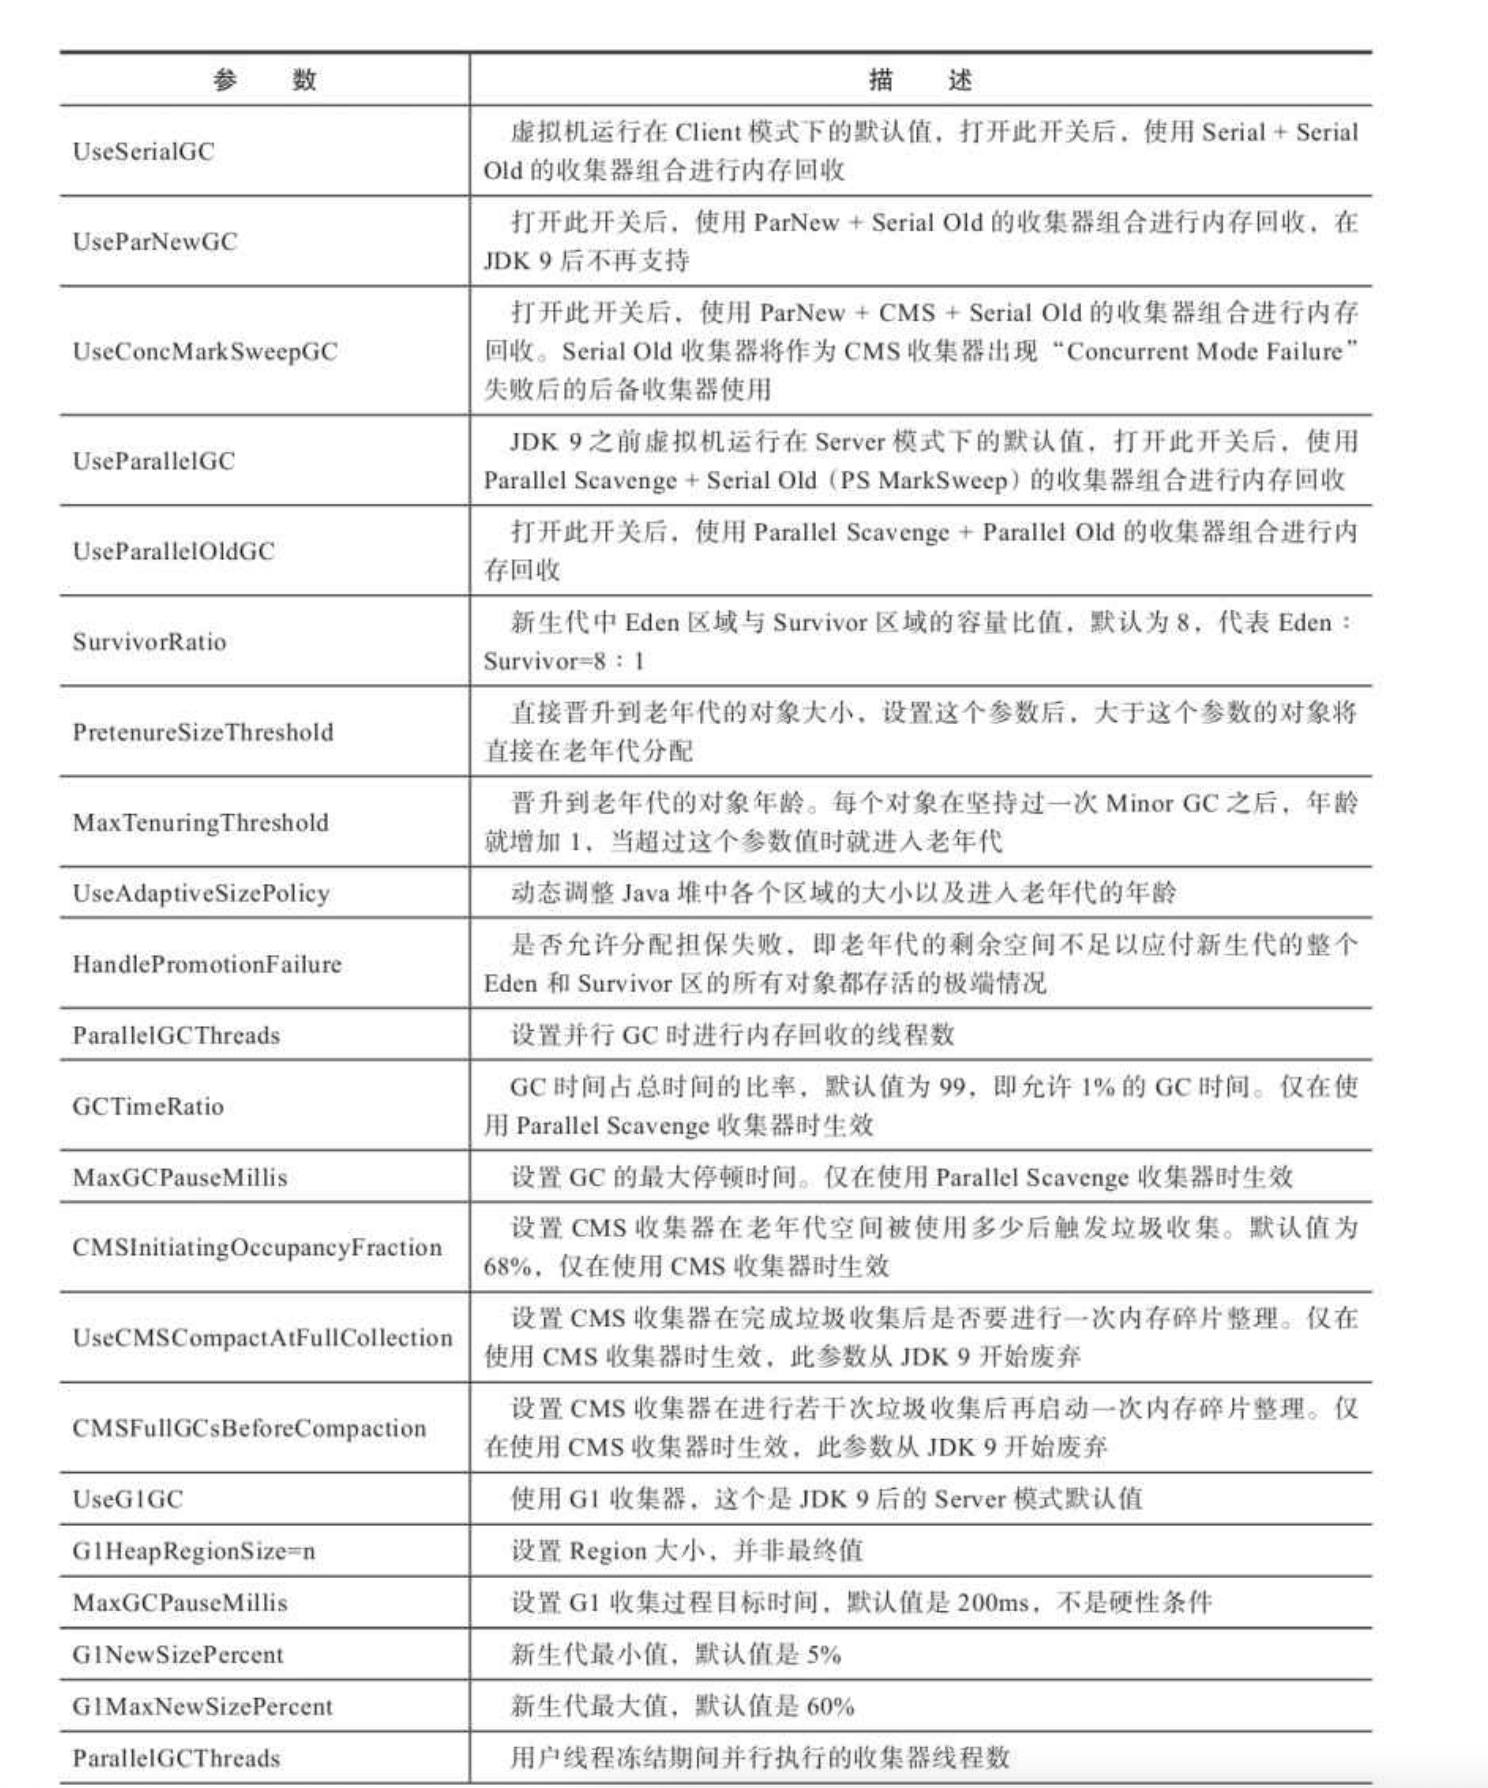 参 数 描 述
UseSerialGC
虚拟机运行在 Client 模式下的默认值，打开此开关后，使用 Serial + Serial
Old 的收集器组合进行内存回收
UseParNewGC
打开此开关后，使用 ParNew + Serial Old 的收集器组合进行内存回收，在
JDK 9 后不再支持
UseConcMarkSweepGC
打开此开关后，使用 ParNew + CMS + Serial Old 的收集器组合进行内存
回收。Serial Old 收集器将作为 CMS 收集器出现“Concurrent Mode Failure”
失败后的后备收集器使用
UseParallelGC
JDK 9 之前虚拟机运行在 Server 模式下的默认值，打开此开关后，使用
Parallel Scavenge + Serial Old（PS MarkSweep）的收集器组合进行内存回收
UseParallelOldGC
打开此开关后，使用 Parallel Scavenge + Parallel Old 的收集器组合进行内
存回收
SurvivorRatio
新生代中 Eden 区域与 Survivor 区域的容量比值，默认为 8，代表 Eden：
Survivor=8：1
PretenureSizeThreshold
直接晋升到老年代的对象大小，设置这个参数后，大于这个参数的对象将
直接在老年代分配
MaxTenuringThreshold
晋升到老年代的对象年龄。每个对象在坚持过一次 Minor GC 之后，年龄
就增加 1，当超过这个参数值时就进入老年代
UseAdaptiveSizePolicy
动态调整 Java 堆中各个区域的大小以及进入老年代的年龄
HandlePromotionFailure
是否允许分配担保失败，即老年代的剩余空间不足以应付新生代的整个
Eden 和 Survivor 区的所有对象都存活的极端情况
ParallelGCThreads
设置并行 GC 时进行内存回收的线程数
GCTimeRatio
GC 时间占总时间的比率，默认值为 99，即允许 1% 的 GC 时间。仅在使
用 Parallel Scavenge 收集器时生效
MaxGCPauseMillis
设置 GC 的最大停顿时间。仅在使用 Parallel Scavenge 收集器时生效
CMSInitiatingOccupancyFraction
设置 CMS 收集器在老年代空间被使用多少后触发垃圾收集。默认值为
68%，仅在使用 CMS 收集器时生效
UseCMSCompactAtFullCollection
设置 CMS 收集器在完成垃圾收集后是否要进行一次内存碎片整理。仅在
使用 CMS 收集器时生效，此参数从 JDK 9 开始废弃
CMSFullGCsBeforeCompaction
设置 CMS 收集器在进行若干次垃圾收集后再启动一次内存碎片整理。仅
在使用 CMS 收集器时生效，此参数从 JDK 9 开始废弃
UseG1GC
使用 G1 收集器，这个是 JDK 9 后的 Server 模式默认值
G1HeapRegionSize=n
设置 Region 大小，并非最终值
MaxGCPauseMillis
设置 G1 收集过程目标时间，默认值是 200ms，不是硬性条件
G1NewSizePercent
新生代最小值，默认值是 5%
G1MaxNewSizePercent
新生代最大值，默认值是 60%
ParallelGCThreads
用户线程冻结期间并行执行的收集器线程数